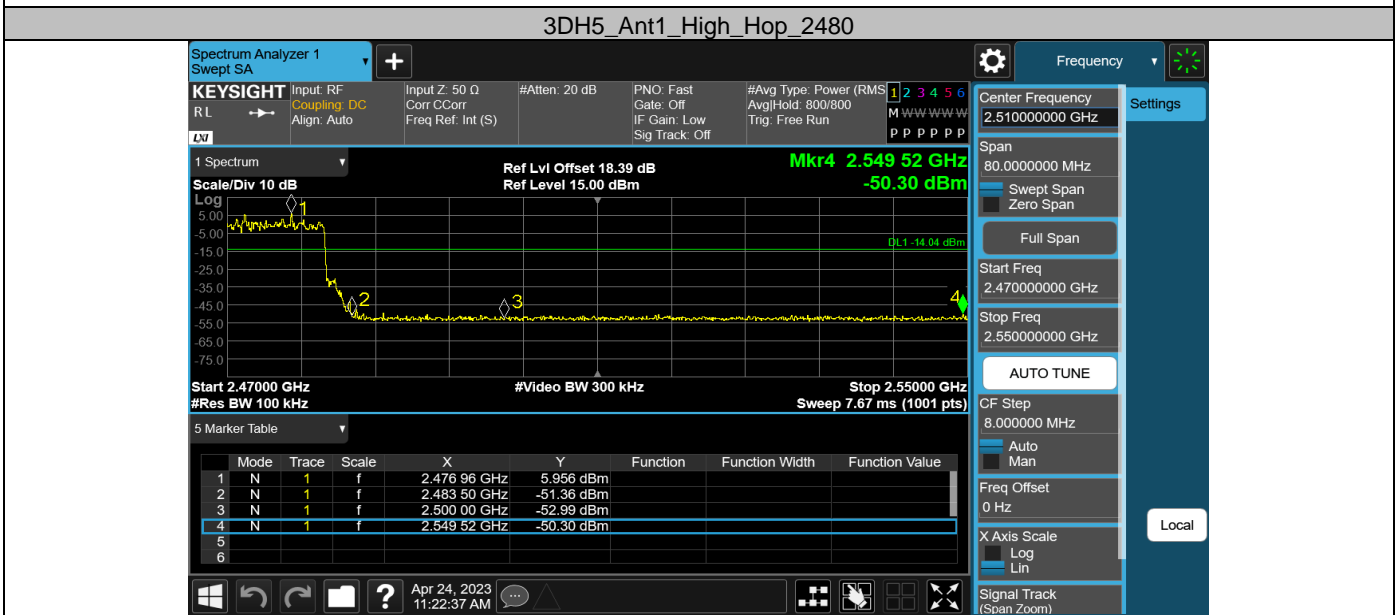 3DH5_Ant1_High_Hop_2480
Spectrum Analyzer 1
Swept SA
Frequency
KEYSIGHT
RL
LXI
Input: RF
Coupling: DC
Align: Auto
Input Z: 50 Ω
Corr CCorr
Freq Ref: Int (S)
#Atten: 20 dB
PNO: Fast
Gate: Off
IF Gain: Low
Sig Track: Off
#Avg Type: Power (RMS
Avg|Hold: 800/800
Trig: Free Run
1 2 3 4 5 6
M W W W W W
P P P P P P
1 Spectrum
Scale/Div 10 dB
Ref Lvl Offset 18.39 dB
Ref Level 15.00 dBm
Mkr4 2.549 52 GHz
-50.30 dBm
Log
5.00
-5.00
-15.0
-25.0
-35.0
-45.0
-55.0
-65.0
-75.0
1
2
3
4
DL1 -14.04 dBm
Start 2.47000 GHz
#Video BW 300 kHz
Stop 2.55000 GHz
#Res BW 100 kHz
Sweep 7.67 ms (1001 pts)
5 Marker Table
Mode Trace Scale X Y Function Function Width Function Value
1 N 1 f 2.476 96 GHz 5.956 dBm
2 N 1 f 2.483 50 GHz -51.36 dBm
3 N 1 f 2.500 00 GHz -52.99 dBm
4 N 1 f 2.549 52 GHz -50.30 dBm
5
6
Apr 24, 2023
11:22:37 AM
Center Frequency
2.510000000 GHz
Settings
Span
80.0000000 MHz
Swept Span
Zero Span
Full Span
Start Freq
2.470000000 GHz
Stop Freq
2.550000000 GHz
AUTO TUNE
CF Step
8.000000 MHz
Auto
Man
Freq Offset
0 Hz
Local
X Axis Scale
Log
Lin
Signal Track
(Span Zoom)